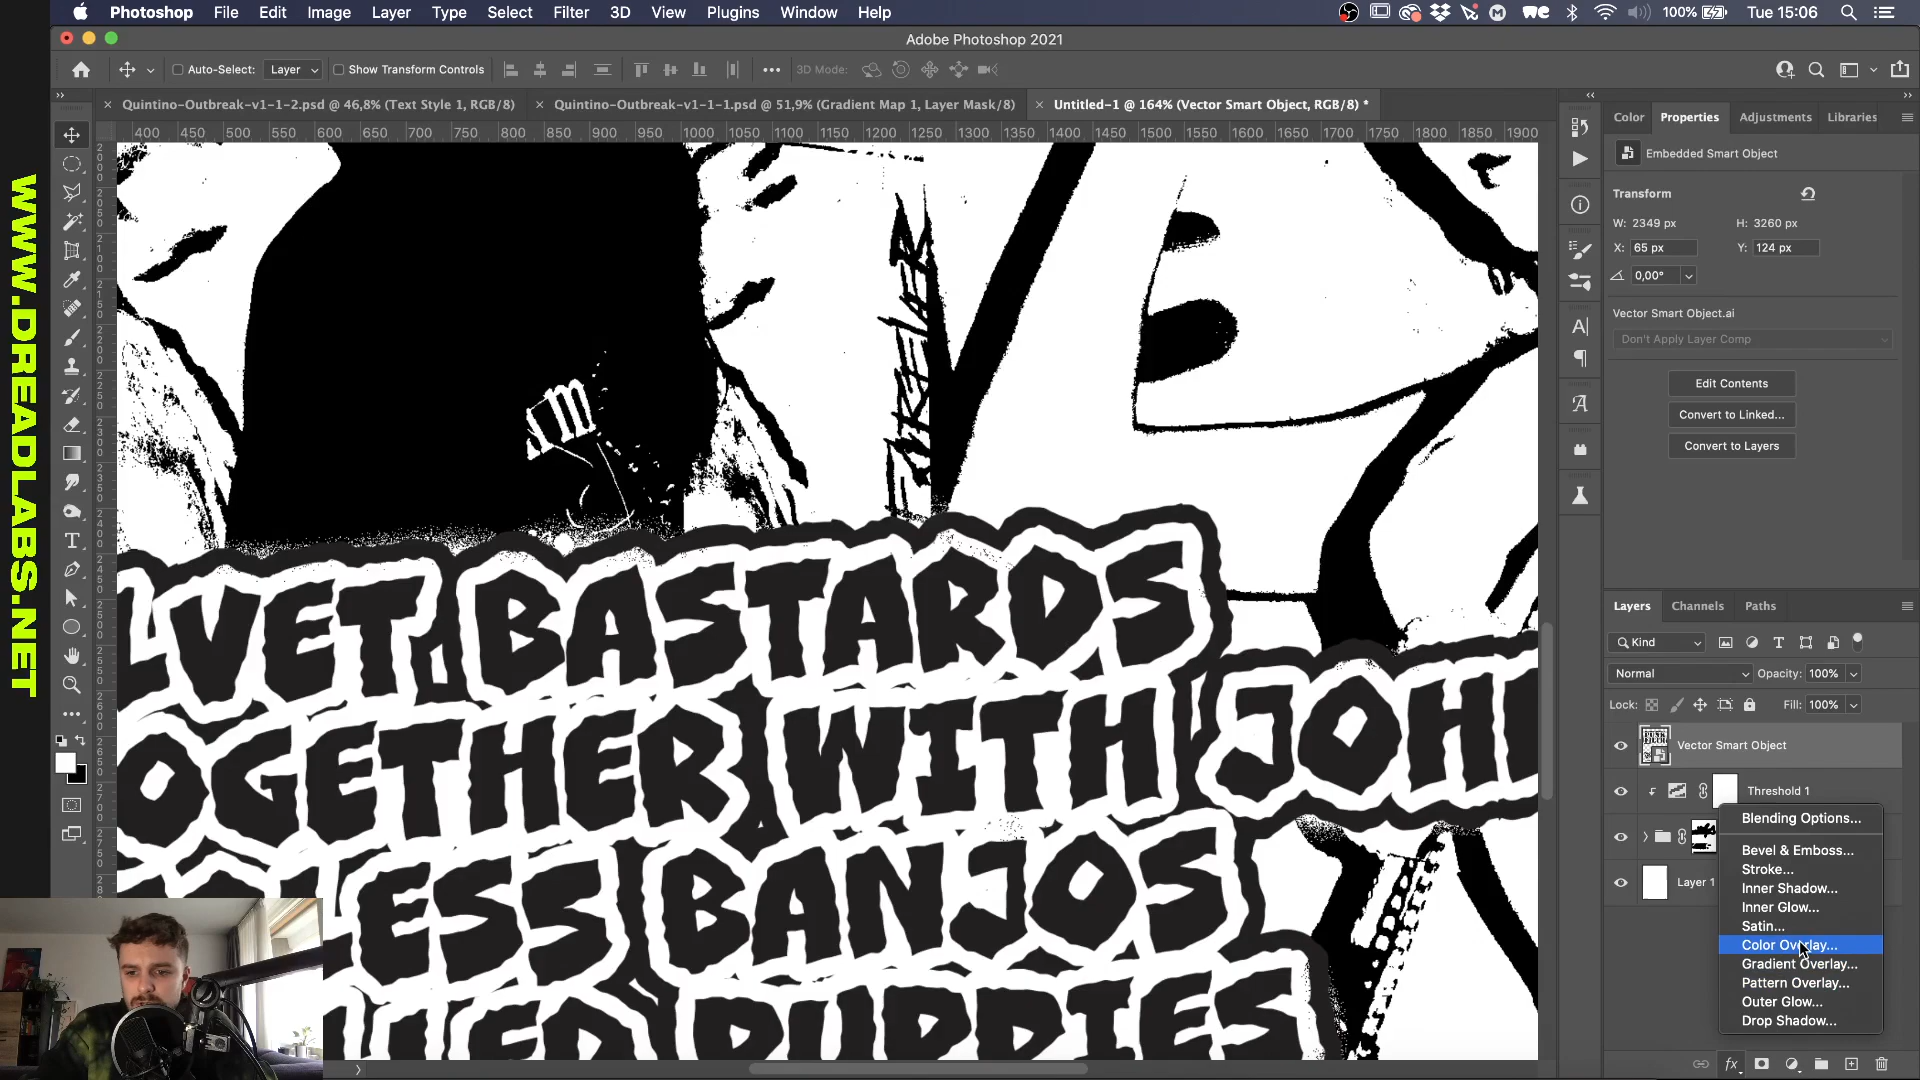 Photoshop File Edit Image Layer Type Select Filter 3D View Plugins Window Help 100% Tue 15:06
Adobe Photoshop 2021
Auto-Select: Layer Show Transform Controls 3D Mode:
Quintino-Outbreak-v1-1-2.psd @ 46,8% (Text Style 1, RGB/8) Quintino-Outbreak-v1-1-1.psd @ 51,9% (Gradient Map 1, Layer Mask/8) Untitled-1 @ 164% (Vector Smart Object, RGB/8) *
400 450 500 550 600 650 700 750 800 850 900 950 1000 1050 1100 1150 1200 1250 1300 1350 1400 1450 1500 1550 1600 1650 1700 1750 1800 1850 1900
WWW.DREADLABS.NET
LVET BASTARDS
OGETHER WITH JOH
LESS BANJOS
PUPPIES
Color Properties Adjustments Libraries
Embedded Smart Object
Transform
W: 2349 px H: 3260 px
X: 65 px Y: 124 px
0,00°
Vector Smart Object.ai
Don't Apply Layer Comp
Edit Contents
Convert to Linked...
Convert to Layers
Layers Channels Paths
Kind
Normal Opacity: 100%
Lock: Fill: 100%
Vector Smart Object
Threshold 1
Layer 1
Blending Options...
Bevel & Emboss...
Stroke...
Inner Shadow...
Inner Glow...
Satin...
Color Overlay...
Gradient Overlay...
Pattern Overlay...
Outer Glow...
Drop Shadow...
fx